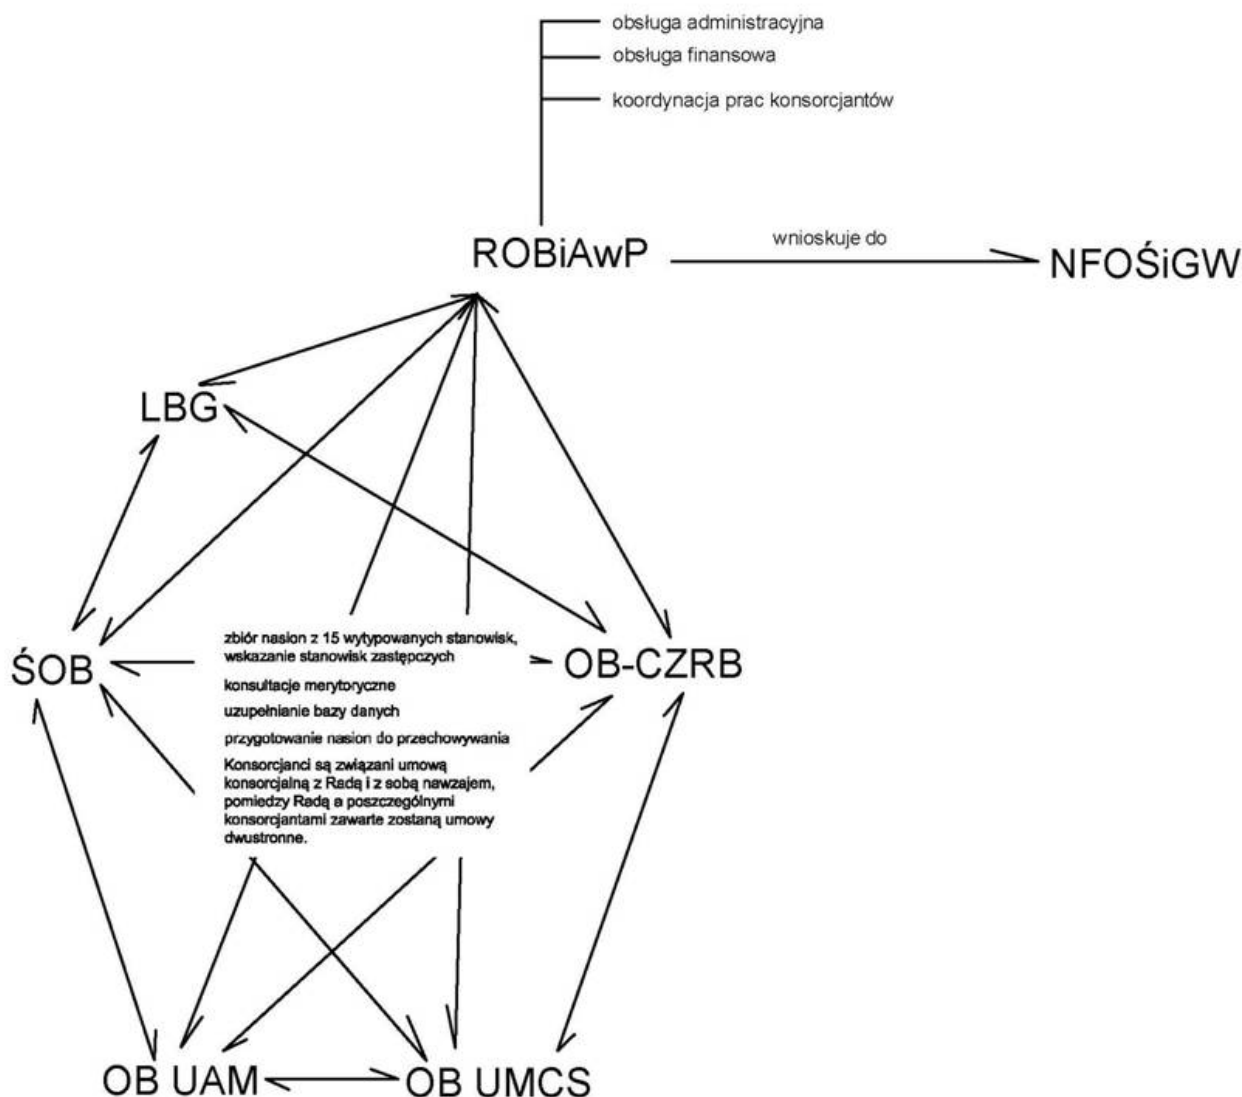 obsługa administracyjna
obsługa finansowa
koordynacja prac konsorcjantów
ROBiAwP
wnioskuje do
NFOŚiGW
LBG
ŚOB
zbiór nasion z 15 wytypowanych stanowisk,
wskazanie stanowisk zastępczych
konsultacje merytoryczne
uzupełnianie bazy danych
przygotowanie nasion do przechowywania
Konsorcjanci są związani umową
konsorcjalną z Radą i z sobą nawzajem,
pomiedzy Radą a poszczególnymi
konsorcjantami zawarte zostaną umowy
dwustronne.
OB-CZRB
OB UAM
OB UMCS